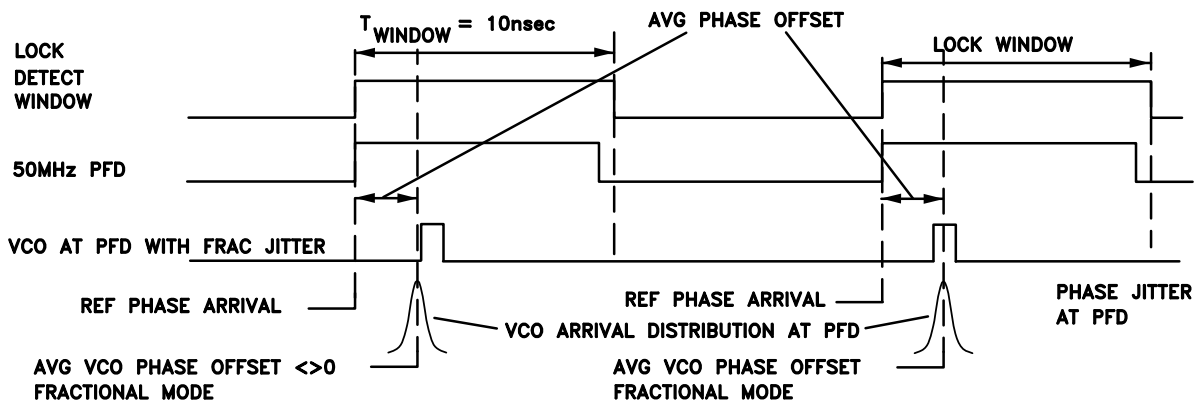 T WINDOW = 10nsec
AVG PHASE OFFSET
LOCK
DETECT
WINDOW
LOCK WINDOW
50MHz PFD
VCO AT PFD WITH FRAC JITTER
REF PHASE ARRIVAL
REF PHASE ARRIVAL
PHASE JITTER
AT PFD
VCO ARRIVAL DISTRIBUTION AT PFD
AVG VCO PHASE OFFSET <>0
FRACTIONAL MODE
AVG VCO PHASE OFFSET
FRACTIONAL MODE